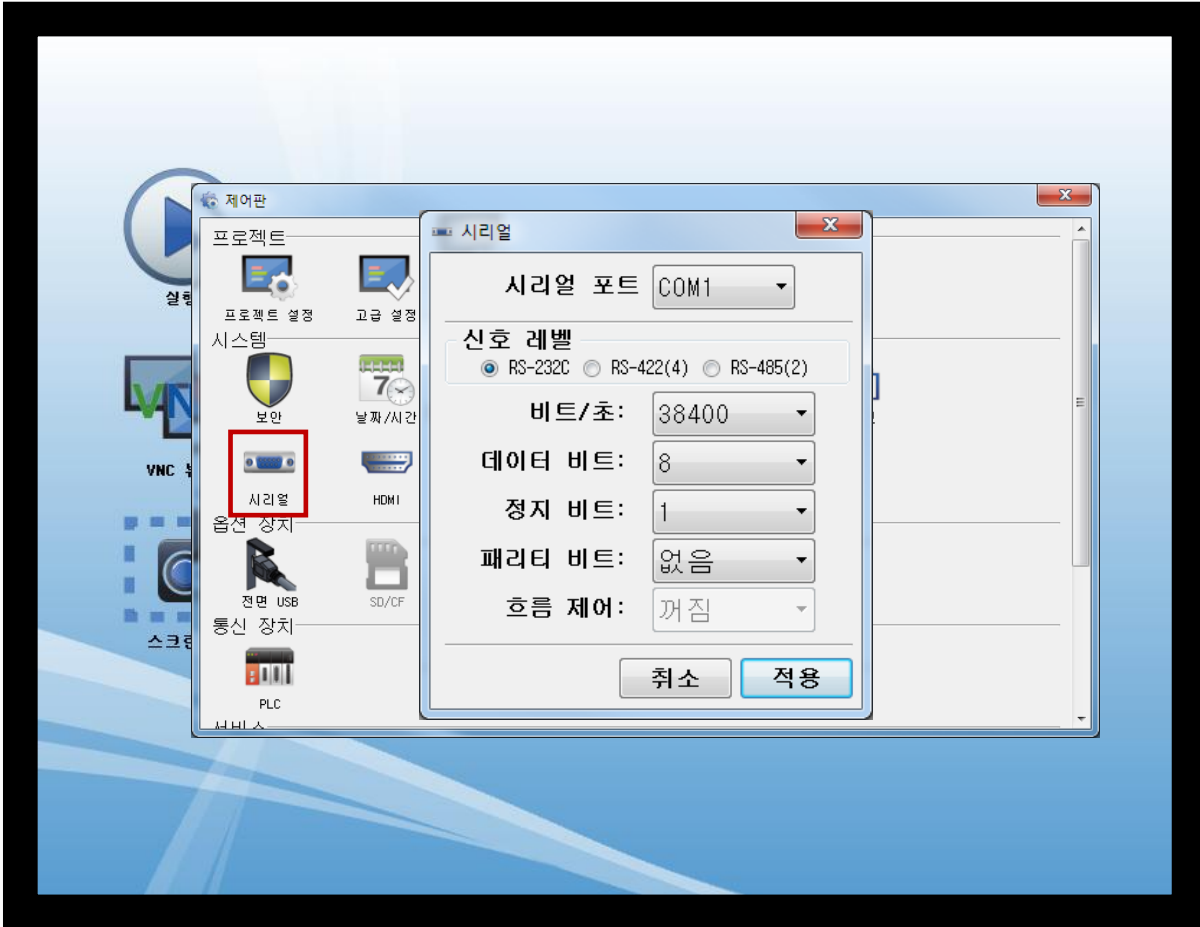 제어판
프로젝트
프로젝트 설정
고급 설정
시스템
보안
7
날짜/시간
시리얼
HDMI
옵션 장치
전면 USB
SD/CF
통신 장치
PLC
서비스
VNC
시리얼
시리얼 포트 COM1
신호 레벨
RS-232C RS-422(4) RS-485(2)
비트/초: 38400
데이터 비트: 8
정지 비트: 1
패리티 비트: 없음
흐름 제어: 꺼짐
취소 적용